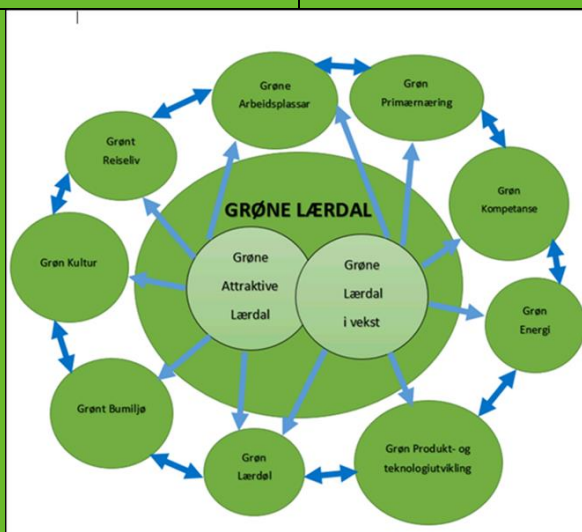 Grøne
Arbeidsplassar
Grøn
Primærnæring
Grønt
Reiseliv
Grøn
Kompetanse
GRØNE LÆRDAL
Grøn Kultur
Grøne
Attraktive
Lærdal
Grøne
Lærdal
i vekst
Grøn
Energi
Grønt Bumiljø
Grøn
Lærdøl
Grøn Produkt- og
teknologiutvikling